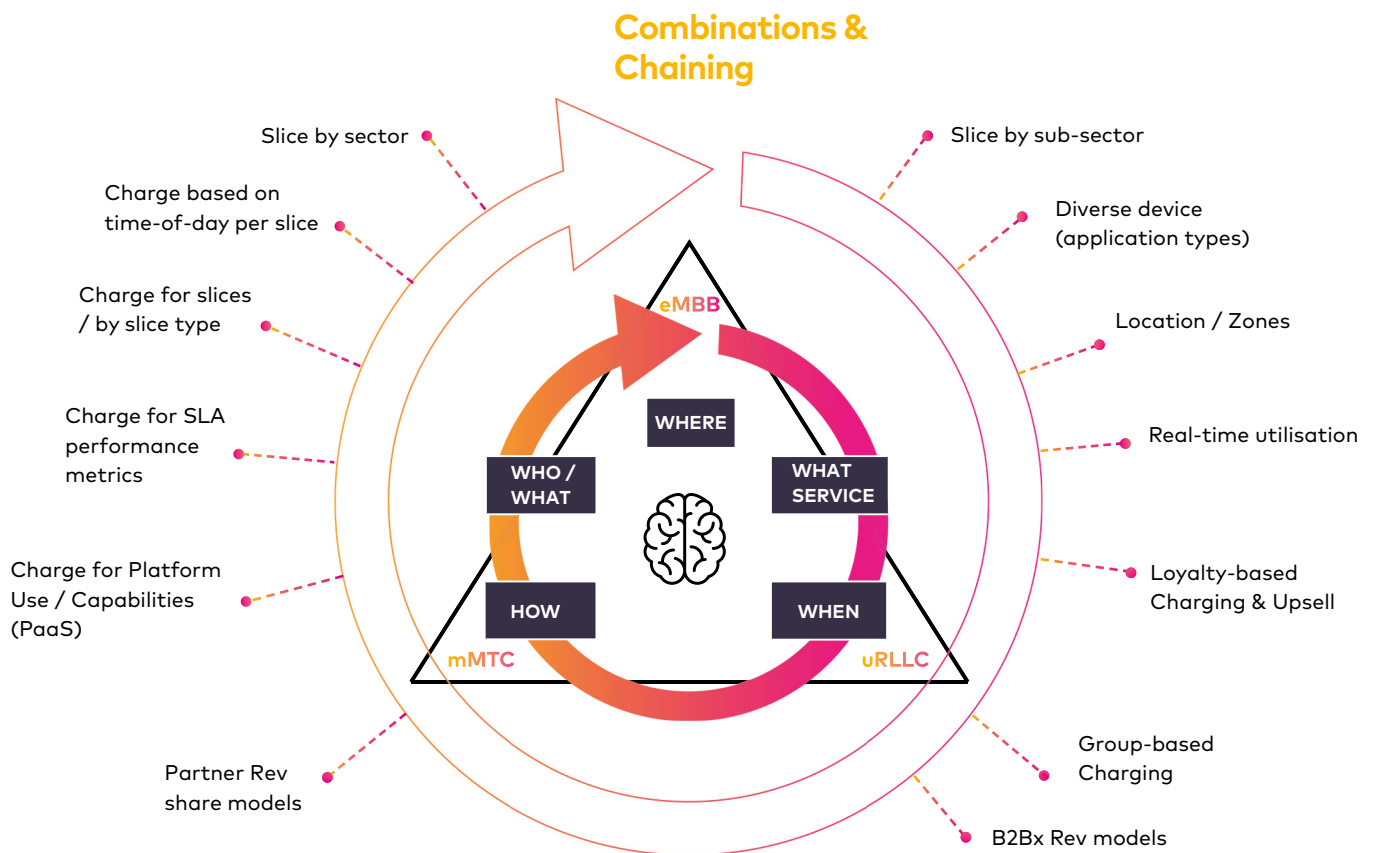 Combinations &
Chaining
Slice by sector
Slice by sub-sector
Charge based on
time-of-day per slice
Diverse device
(application types)
Charge for slices
/ by slice type
Location / Zones
Charge for SLA
performance
metrics
Real-time utilisation
Charge for Platform
Use / Capabilities
(PaaS)
Loyalty-based
Charging & Upsell
Partner Rev
share models
Group-based
Charging
B2Bx Rev models
eMBB
WHERE
WHO /
WHAT
WHAT
SERVICE
HOW
WHEN
mMTC
uRLLC